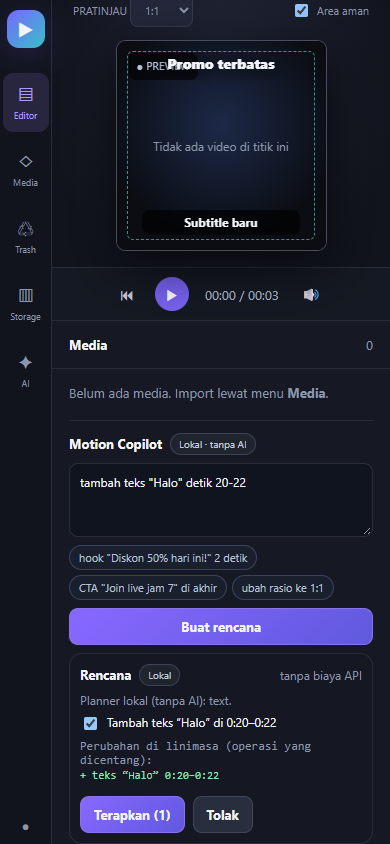 PRATINJAU 1:1 Area aman
● PREVI
Promo terbatas
Tidak ada video di titik ini
Subtitle baru
00:00 / 00:03
Editor
Media
Trash
Storage
AI
Media 0
Belum ada media. Import lewat menu Media.
Motion Copilot Lokal · tanpa AI
tambah teks "Halo" detik 20-22
hook "Diskon 50% hari ini!" 2 detik
CTA "Join live jam 7" di akhir ubah rasio ke 1:1
Buat rencana
Rencana Lokal tanpa biaya API
Planner lokal (tanpa AI): text.
Tambah teks “Halo” di 0:20–0:22
Perubahan di linimasa (operasi yang
dicentang):
+ teks “Halo” 0:20–0:22
Terapkan (1) Tolak